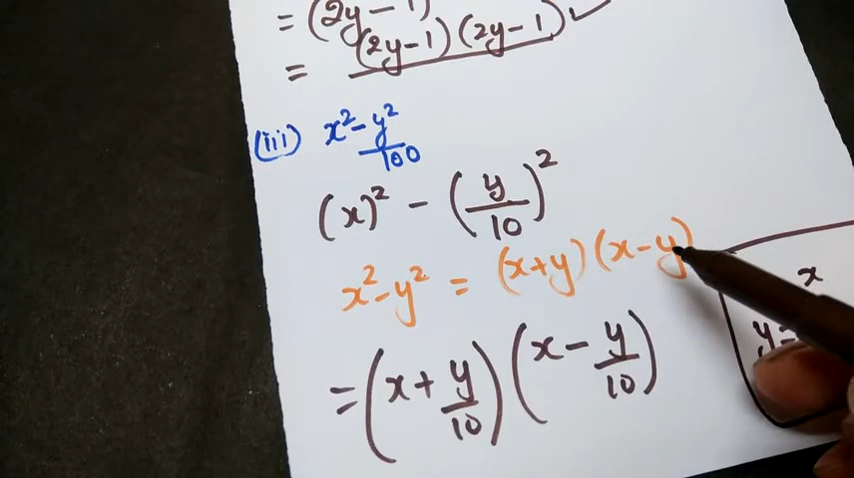 = (2y-1)
= (2y-1)(2y-1)
(iii) x² - y²/100
(x)² - (y/10)²
x² - y² = (x+y)(x-y)
x
y=
= (x + y/10)(x - y/10)